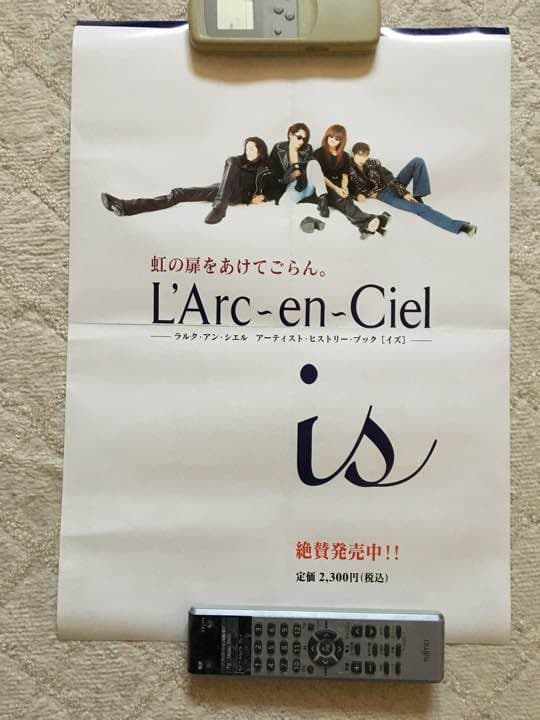 虹の扉をあけてごらん。
L'Arc~en~Ciel
ラルク・アン・シエル アーティスト・ヒストリー・ブック [イズ]
is
絶賛発売中!!
定価 2,300円(税込)
FUJITSU